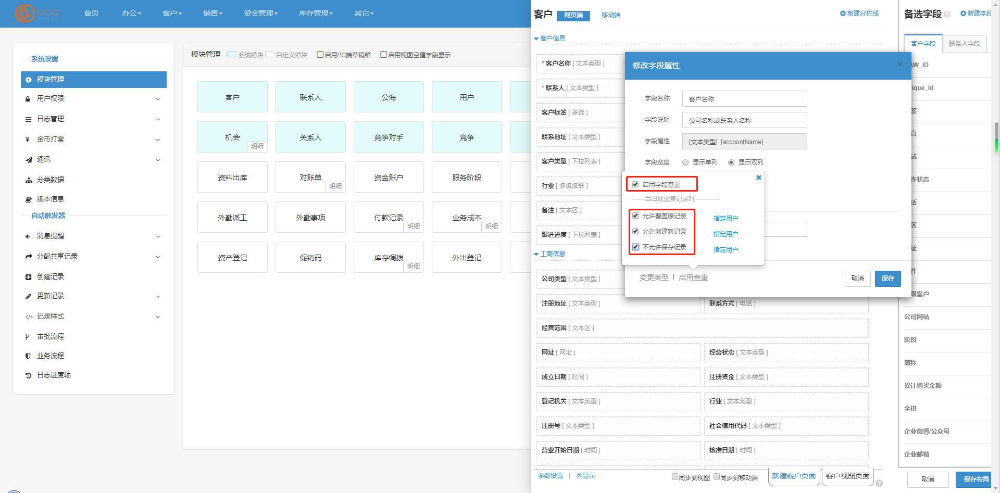 oca
首页
办公
客户
销售
资金管理
库存管理
其它
系统设置
模块管理
用户权限
日志管理
金币打赏
通讯
分类数据
版本信息
自动触发器
消息提醒
分配共享记录
创建记录
更新记录
记录样式
审批流程
业务流程
日志进度轴
模块管理 系统模块 自定义模块 启用PC端草稿箱 启用视图空值字段显示
客户 联系人 公海 用户
机会 明细 关系人 竞争对手 竞争
资料出库 对账单 明细 资金账户 服务阶段
外勤派工 外勤事项 付款记录 明细 业务成本 明细
资产登记 促销码 库存调拨 明细 外出登记
客户 网页端 移动端 新建分栏线
客户信息
* 客户名称 [ 文本类型 ]
* 联系人 [ 文本类型 ]
客户标签 [ 多选 ]
联系地址 [ 文本类型 ]
客户类型 [ 下拉列表 ]
行业 [ 多级级联 ]
备注 [ 文本区 ]
跟进进度 [ 下拉列表 ]
工商信息
公司类型 [ 文本类型 ]
注册地址 [ 文本类型 ] 联系方式 [ 电话 ]
经营范围 [ 文本区 ]
网址 [ 网址 ] 经营状态 [ 文本类型 ]
成立日期 [ 时间 ] 注册资金 [ 文本类型 ]
登记机关 [ 文本类型 ] 行业 [ 文本类型 ]
注册号 [ 文本类型 ] 社会信用代码 [ 文本类型 ]
营业开始日期 [ 时间 ] 核准日期 [ 时间 ]
参数设置 | 列显示 同步到视图 同步到移动端 新建客户页面 客户视图页面 ?
修改字段属性 ×
字段名称 客户名称
字段说明 公司名称或联系人名称
字段属性 [文本类型] [accountName]
字段宽度 显示单列 显示双列
启用字段查重
当出现重复记录时
允许覆盖原记录 指定用户
允许创建新记录 指定用户
不允许保存记录 指定用户
变更类型 | 启用查重
取消 保存
备选字段 ? 新建字段
客户字段 联系人字段
AW_ID
ique_id
签
真
试
作状态
话
区
址
件
级客户
公司网站
阶段
简称
累计购买金额
全拼
企业微博/公众号
企业邮箱
取消 保存布局